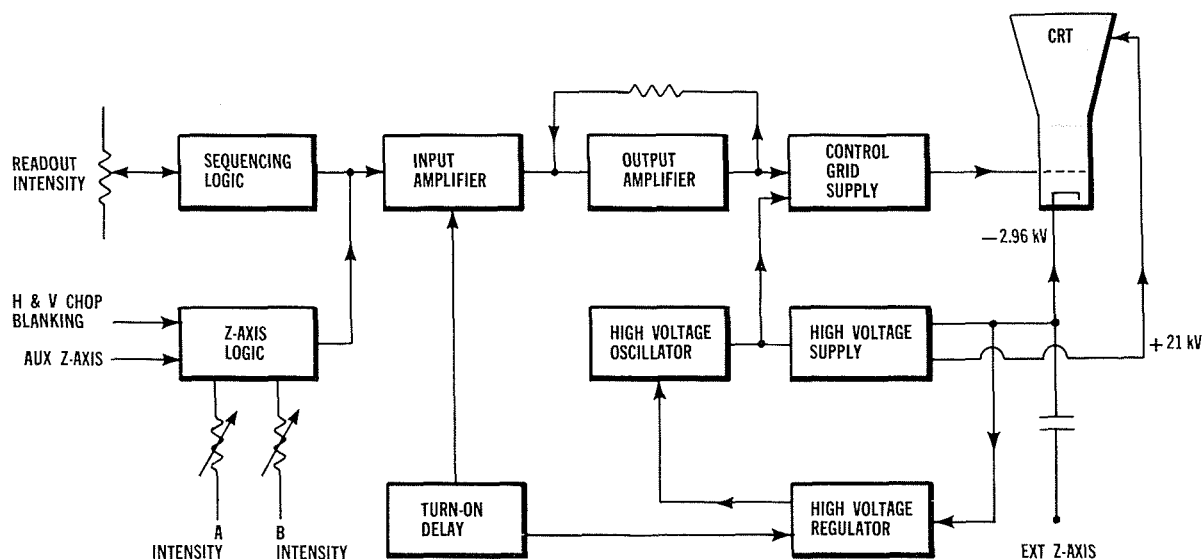 CRT
READOUT
INTENSITY
SEQUENCING
LOGIC
INPUT
AMPLIFIER
OUTPUT
AMPLIFIER
CONTROL
GRID
SUPPLY
—2.96 kV
H & V CHOP
BLANKING
AUX Z-AXIS
Z-AXIS
LOGIC
HIGH VOLTAGE
OSCILLATOR
HIGH VOLTAGE
SUPPLY
+21 kV
A
INTENSITY
B
INTENSITY
TURN-ON
DELAY
HIGH VOLTAGE
REGULATOR
EXT Z-AXIS